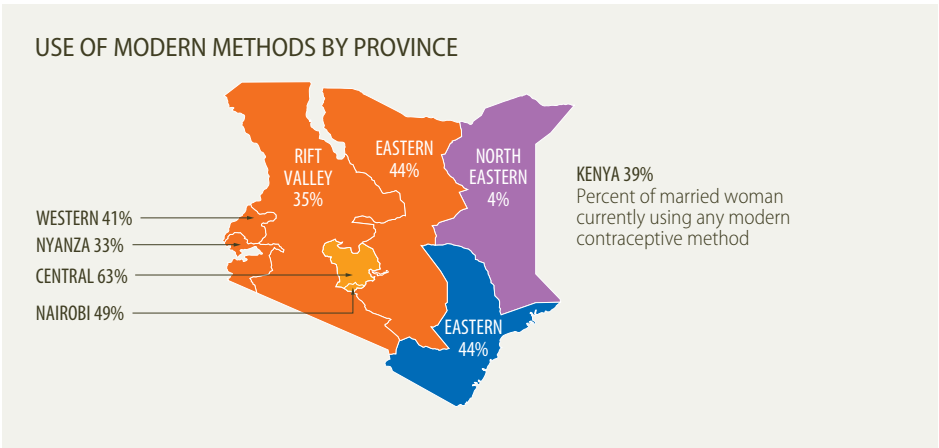 USE OF MODERN METHODS BY PROVINCE
RIFT
VALLEY
35%
EASTERN
44%
NORTH
EASTERN
4%
KENYA 39%
Percent of married woman
currently using any modern
contraceptive method
WESTERN 41%
NYANZA 33%
CENTRAL 63%
NAIROBI 49%
EASTERN
44%